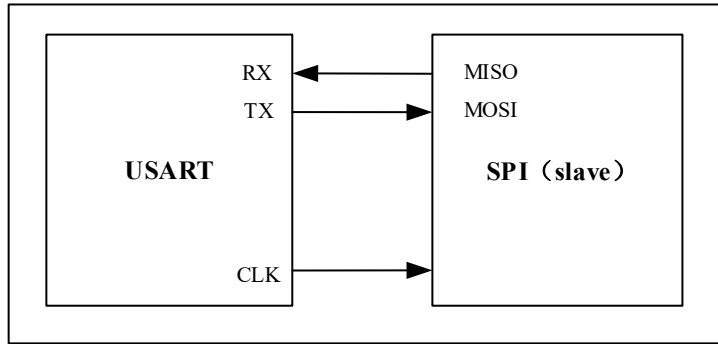 RX
MISO
TX
MOSI
USART
SPI（slave）
CLK